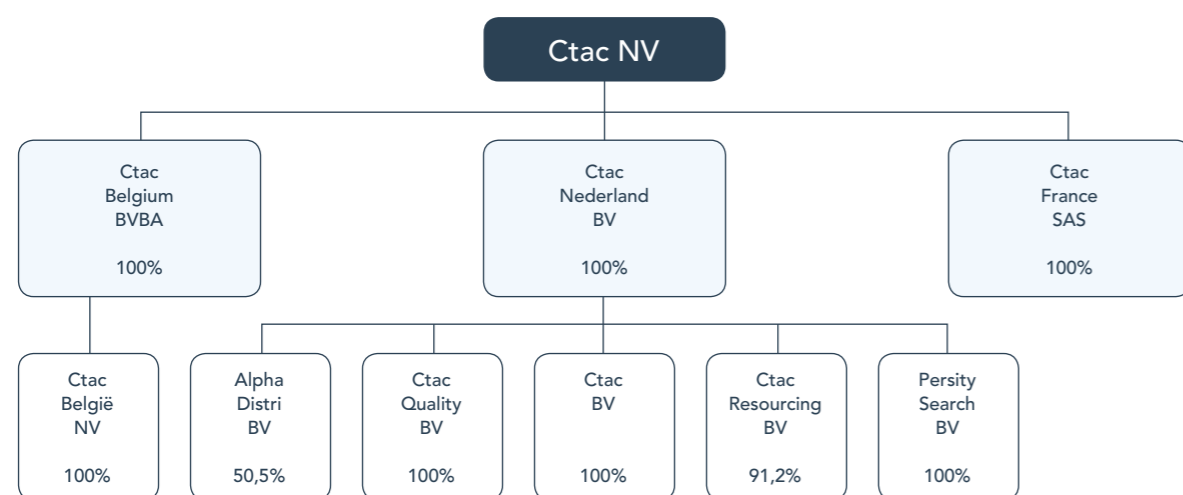 Ctac NV
Ctac
Belgium
BVBA
100%
Ctac
Nederland
BV
100%
Ctac
France
SAS
100%
Ctac
België
NV
100%
Alpha
Distri
BV
50,5%
Ctac
Quality
BV
100%
Ctac
BV
100%
Ctac
Resourcing
BV
91,2%
Persity
Search
BV
100%